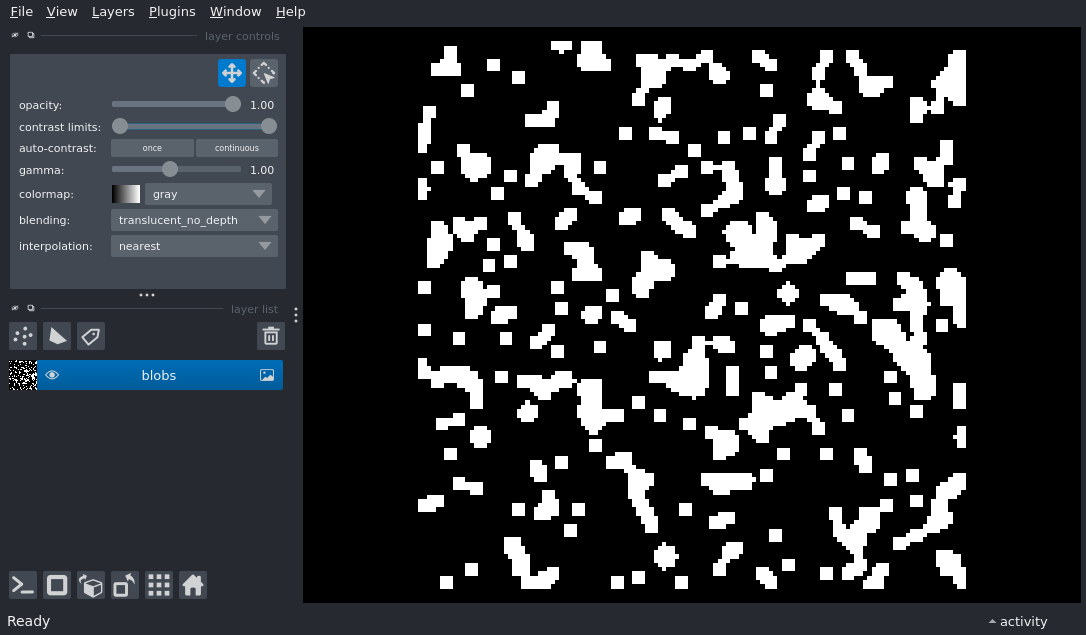 File View Layers Plugins Window Help
layer controls
opacity: 1.00
contrast limits:
auto-contrast: once continuous
gamma: 1.00
colormap: gray
blending: translucent_no_depth
interpolation: nearest
layer list
blobs
Ready activity